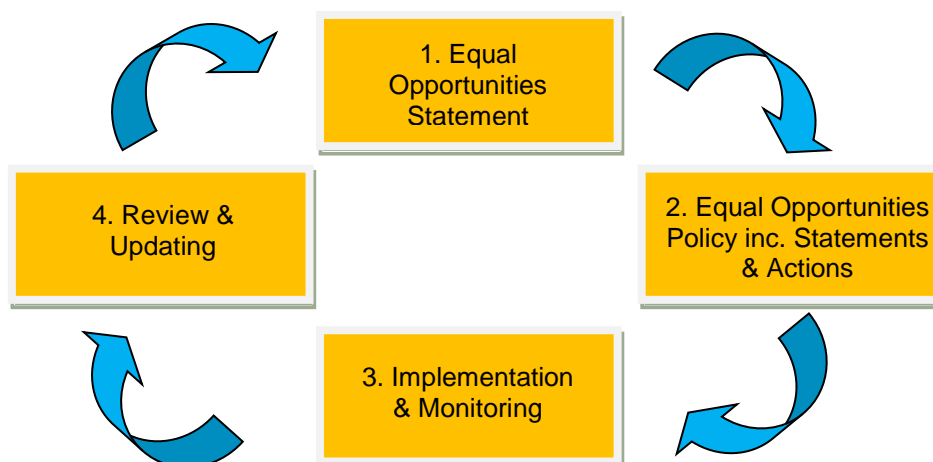 1. Equal
Opportunities
Statement
2. Equal Opportunities
Policy inc. Statements
& Actions
3. Implementation
& Monitoring
4. Review &
Updating